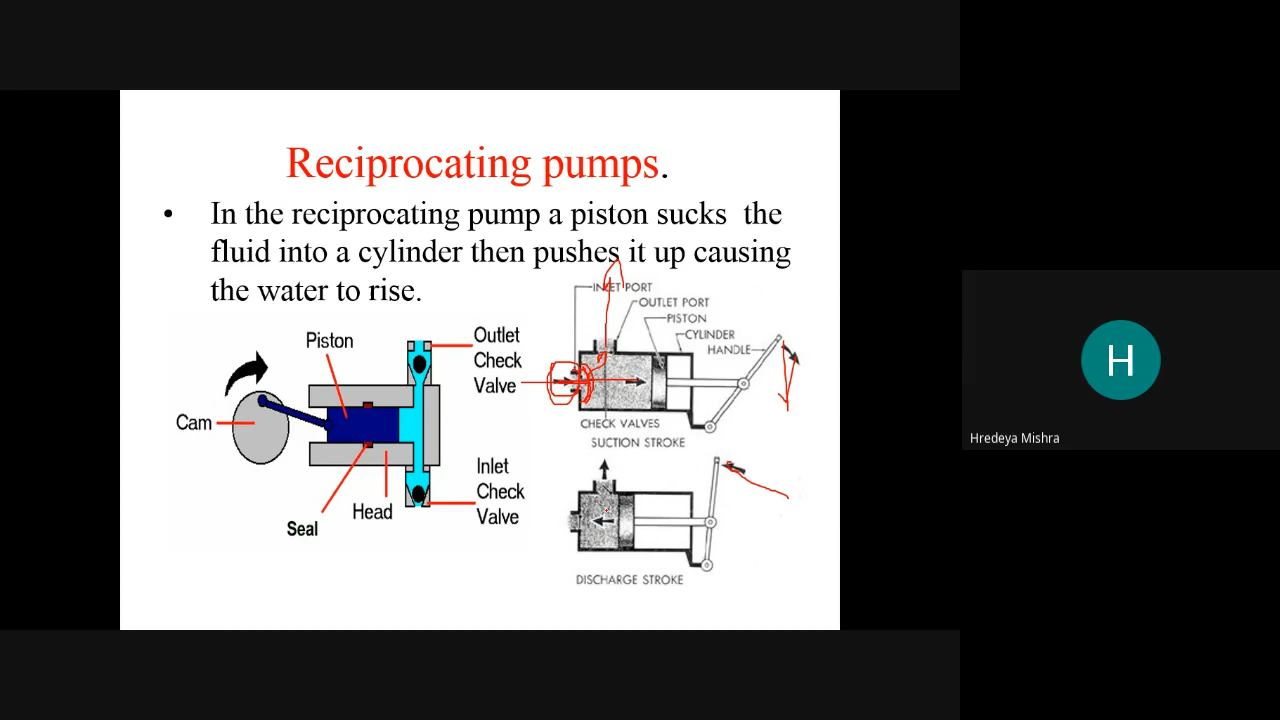 Reciprocating pumps.
• In the reciprocating pump a piston sucks the
fluid into a cylinder then pushes it up causing
the water to rise.
Piston
Outlet
Check
Valve
Cam
Inlet
Check
Valve
Head
Seal
INLET PORT
OUTLET PORT
PISTON
CYLINDER
HANDLE
CHECK VALVES
SUCTION STROKE
DISCHARGE STROKE
H
Hredeya Mishra